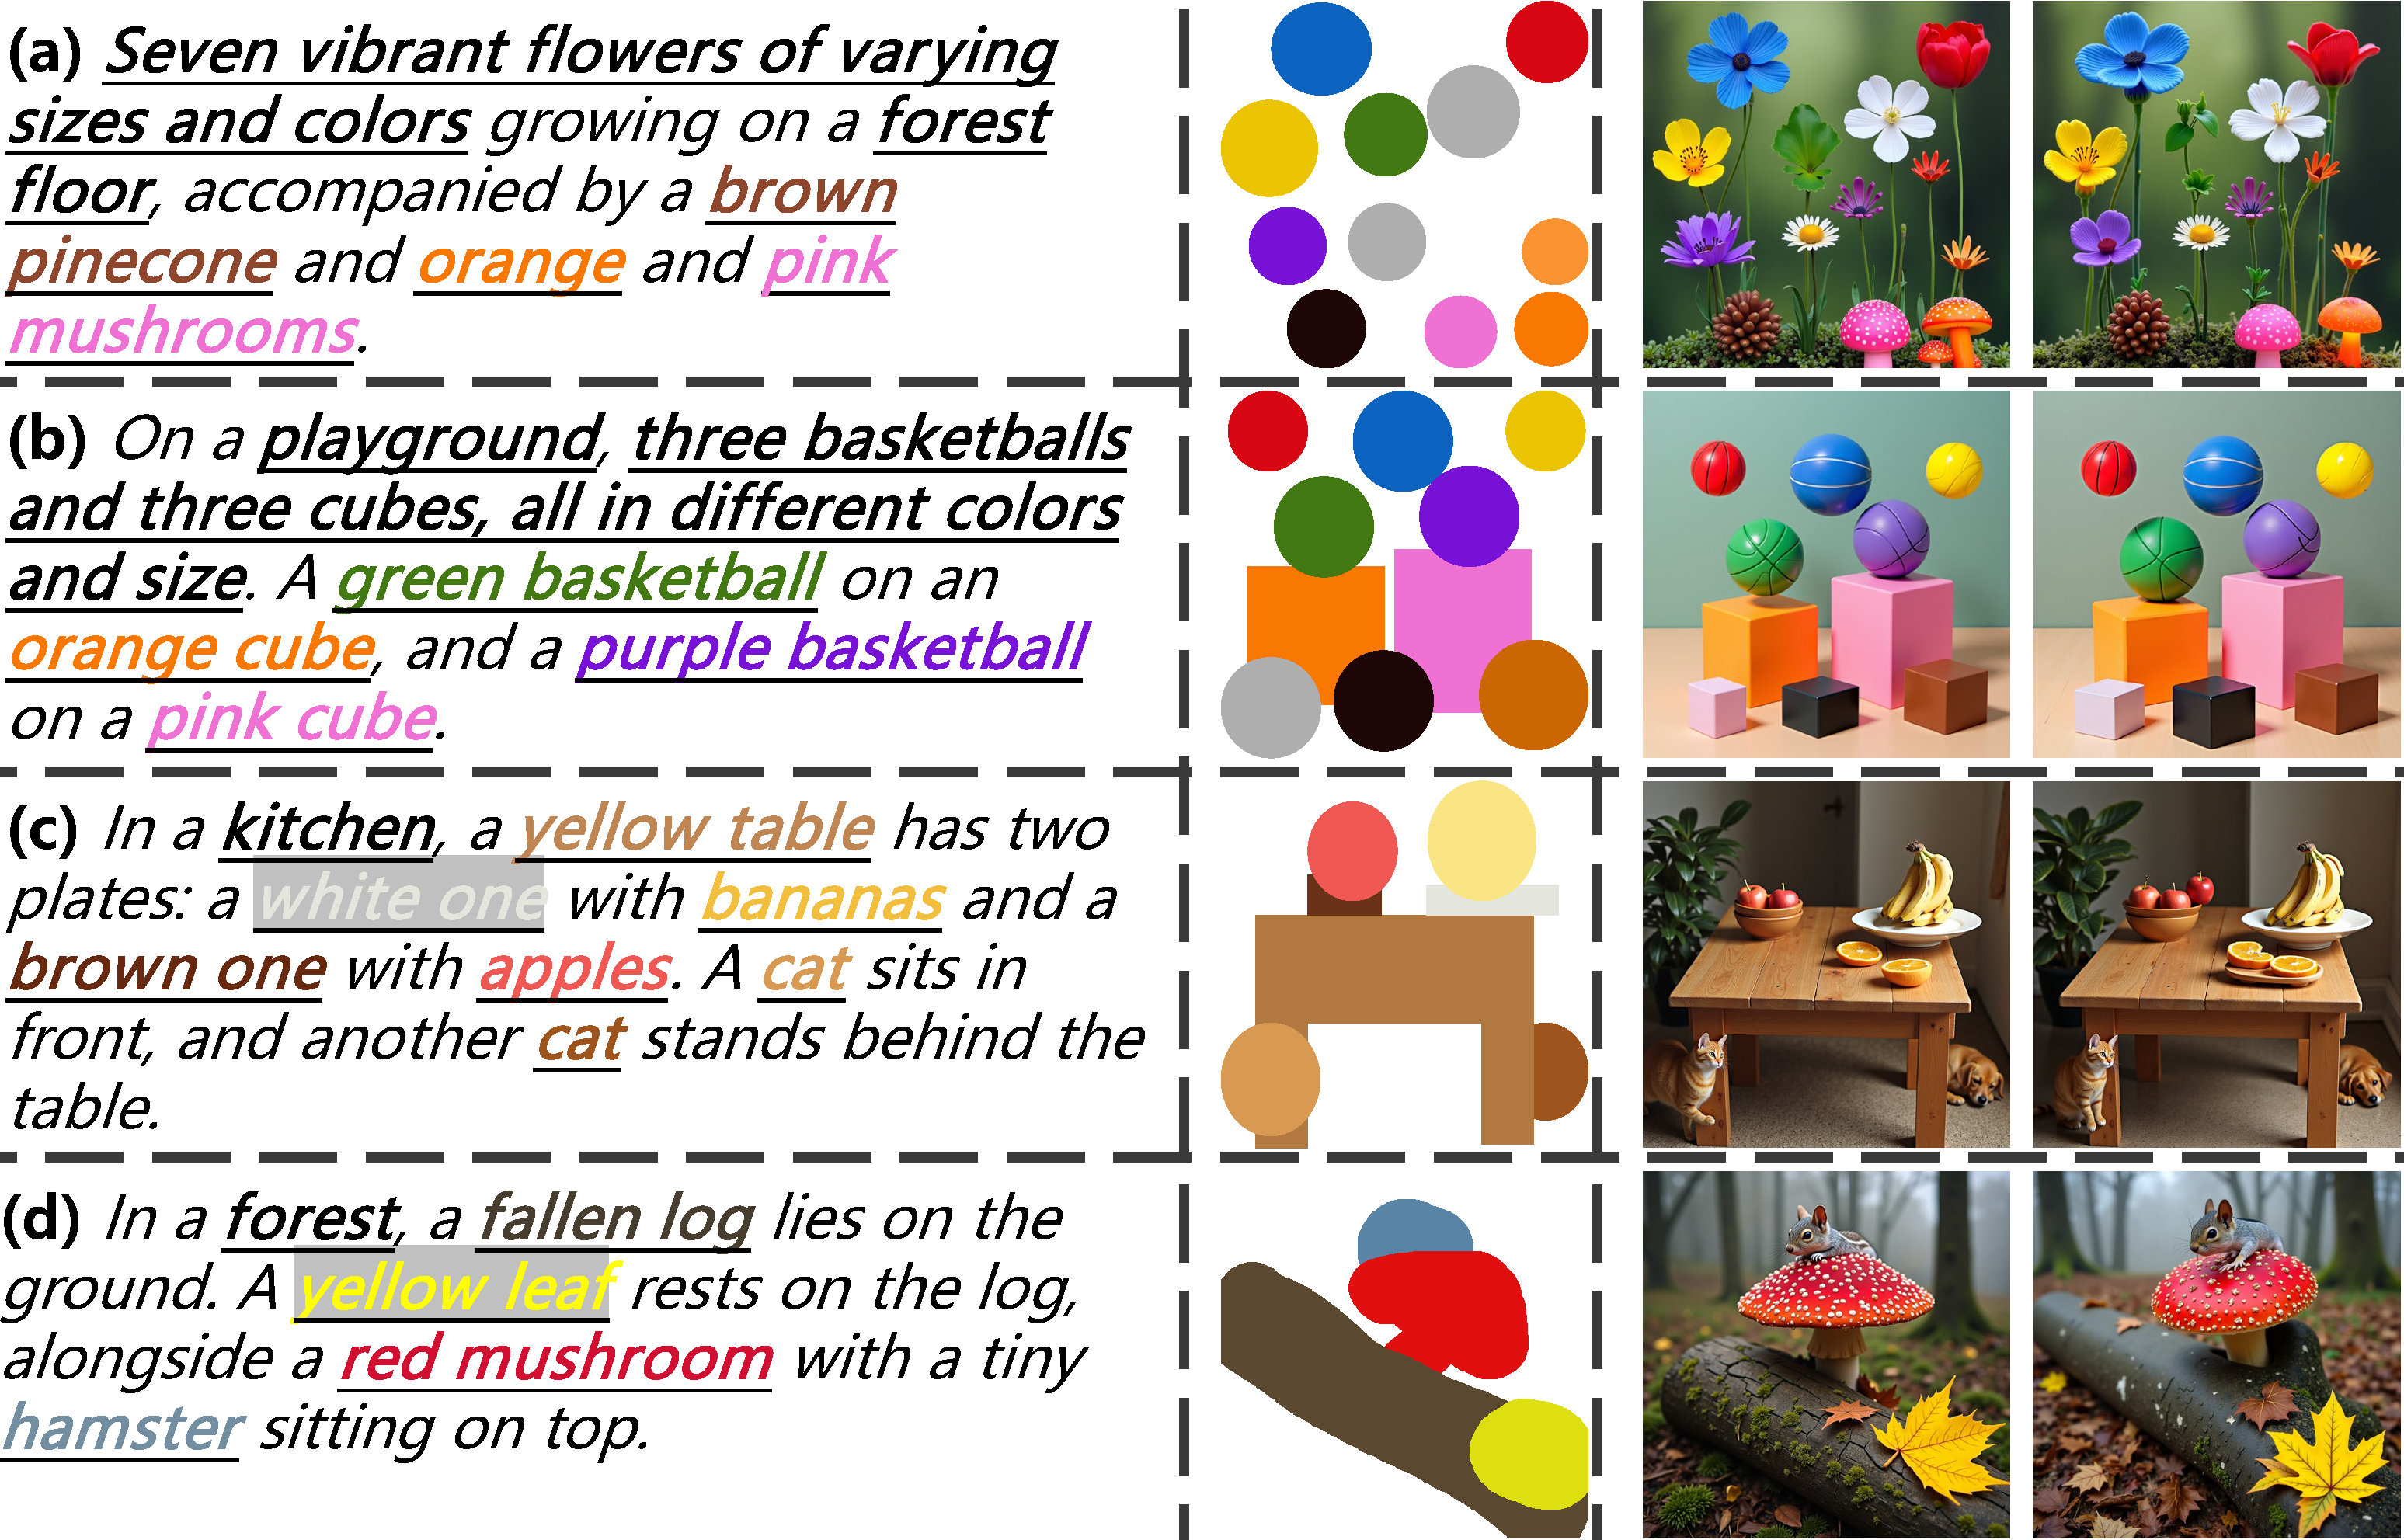 (a) Seven vibrant flowers of varying
sizes and colors growing on a forest
floor, accompanied by a brown
pinecone and orange and pink
mushrooms.
(b) On a playground, three basketballs
and three cubes, all in different colors
and size. A green basketball on an
orange cube, and a purple basketball
on a pink cube.
(c) In a kitchen, a yellow table has two
plates: a white one with bananas and a
brown one with apples. A cat sits in
front, and another cat stands behind the
table.
(d) In a forest, a fallen log lies on the
ground. A yellow leaf rests on the log,
alongside a red mushroom with a tiny
hamster sitting on top.